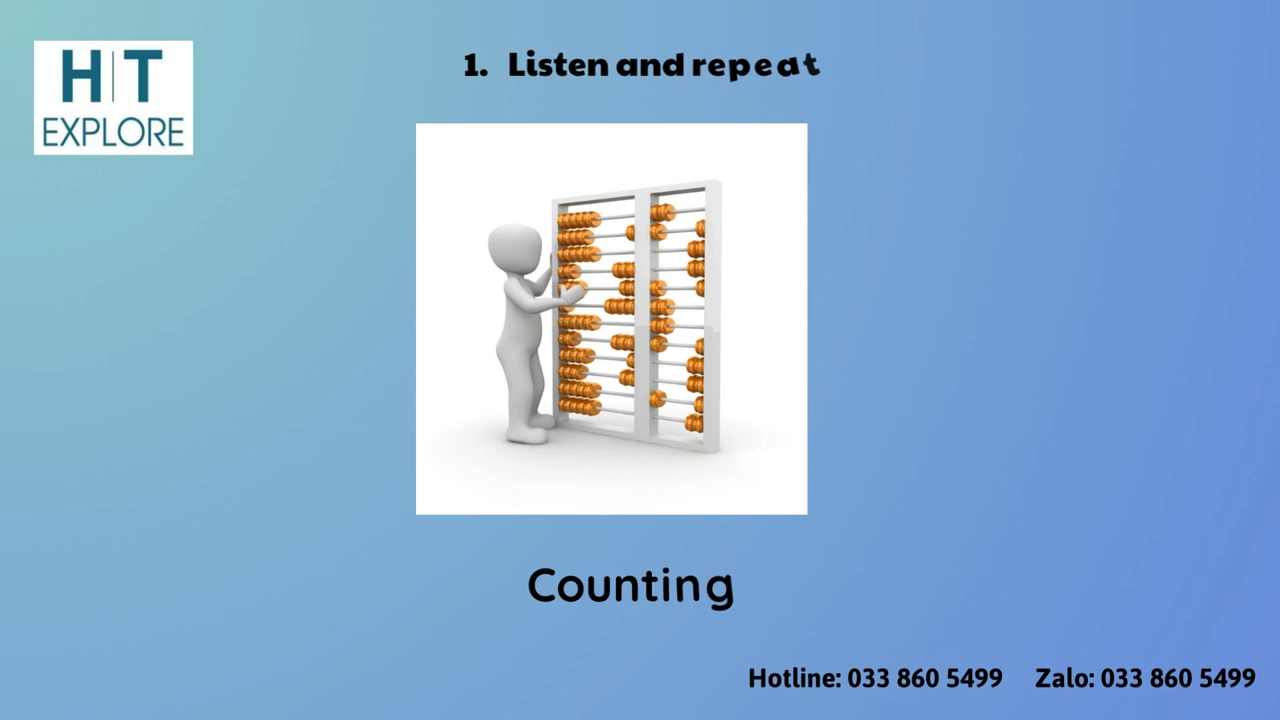 H|T
EXPLORE
1. Listen and repeat
Counting
Hotline: 033 860 5499 Zalo: 033 860 5499